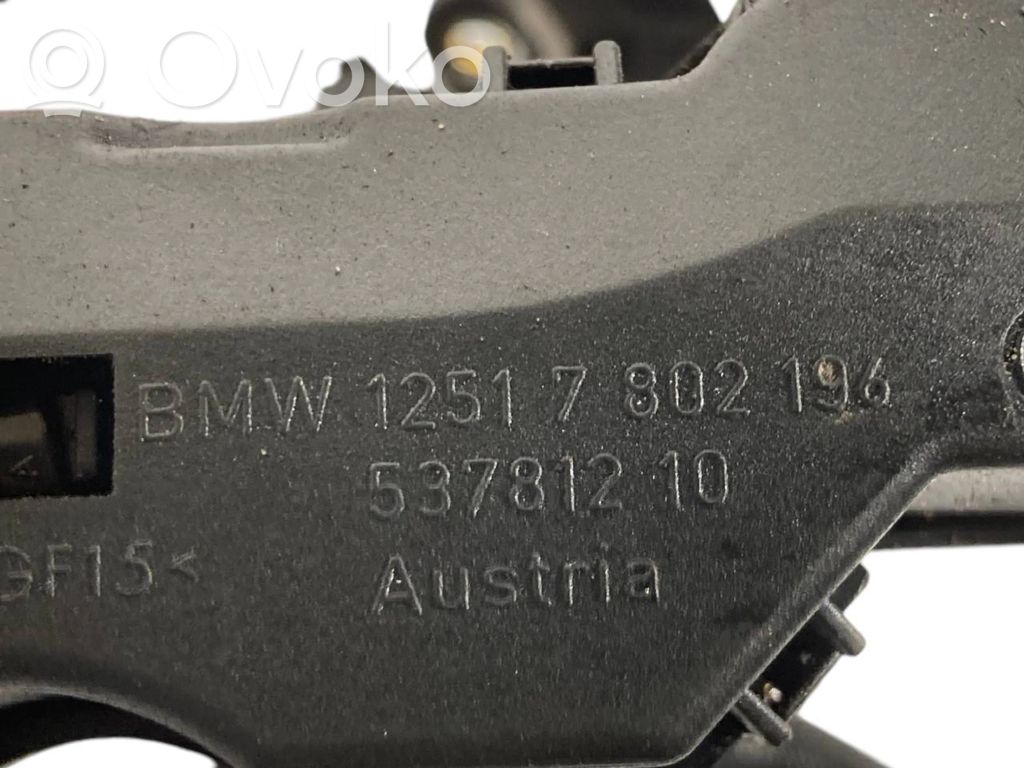 Ovoko
BMW 1251 7 802 196
537812 10
GF15<
Austria